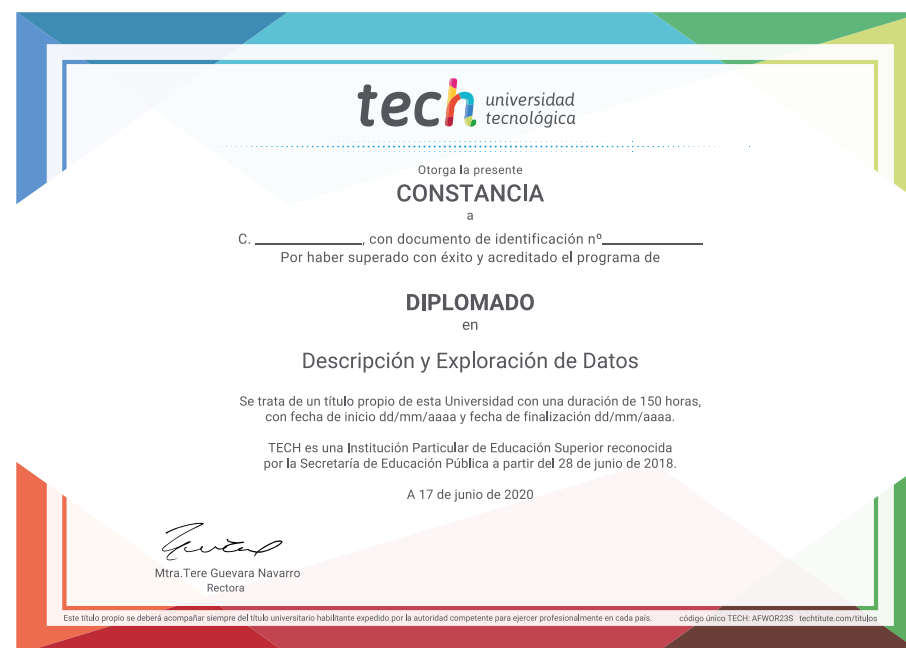 tech universidad
tecnológica
Otorga la presente
CONSTANCIA
a
C. ____________, con documento de identificación nº____________
Por haber superado con éxito y acreditado el programa de
DIPLOMADO
en
Descripción y Exploración de Datos
Se trata de un título propio de esta Universidad con una duración de 150 horas,
con fecha de inicio dd/mm/aaaa y fecha de finalización dd/mm/aaaa.
TECH es una Institución Particular de Educación Superior reconocida
por la Secretaría de Educación Pública a partir del 28 de junio de 2018.
A 17 de junio de 2020
Mtra.Tere Guevara Navarro
Rectora
Este título propio se deberá acompañar siempre del título universitario habilitante expedido por la autoridad competente para ejercer profesionalmente en cada país. código único TECH: AFWOR23S techtitute.com/titulos